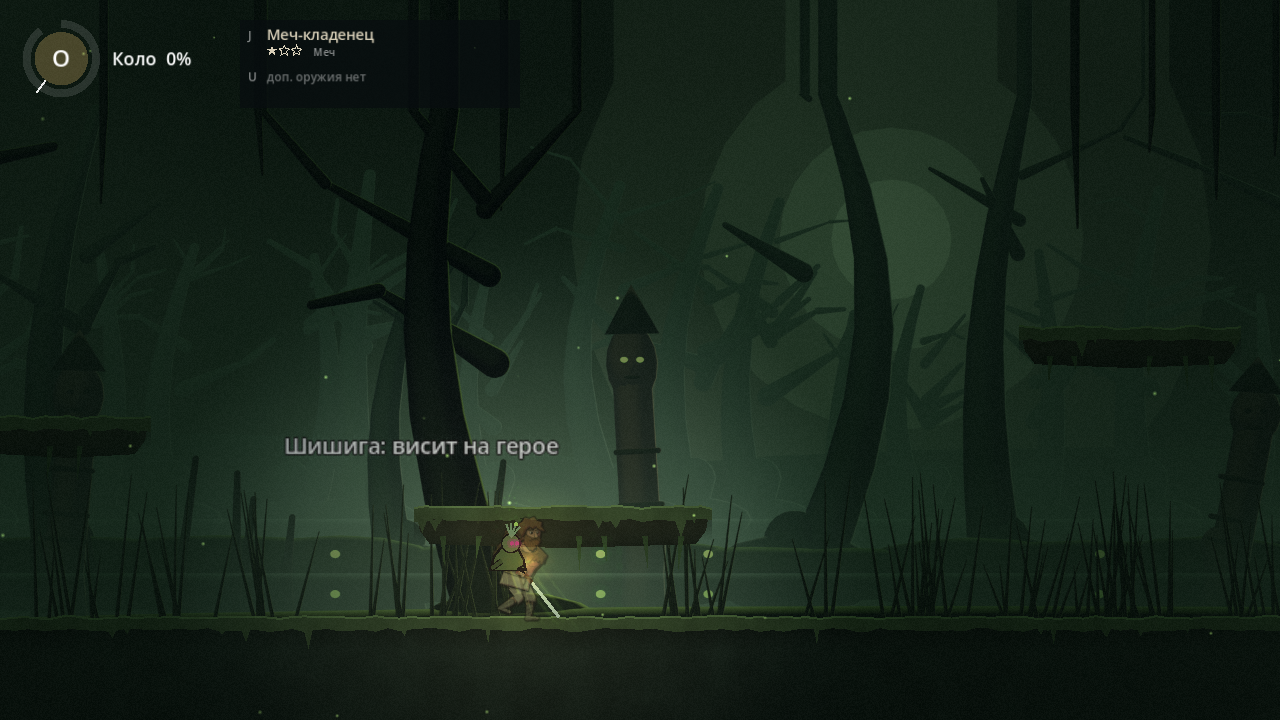 О
Коло 0%
J Меч-кладенец
★☆☆ Меч
U доп. оружия нет
Шишига: висит на герое